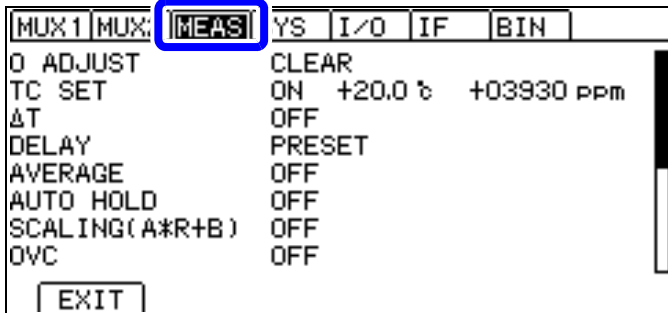 MUX1 MUX: MEAS YS I/O IF BIN
0 ADJUST CLEAR
TC SET ON +20.0 ℃ +03930 ppm
ΔT OFF
DELAY PRESET
AVERAGE OFF
AUTO HOLD OFF
SCALING(A*R+B) OFF
OVC OFF
EXIT